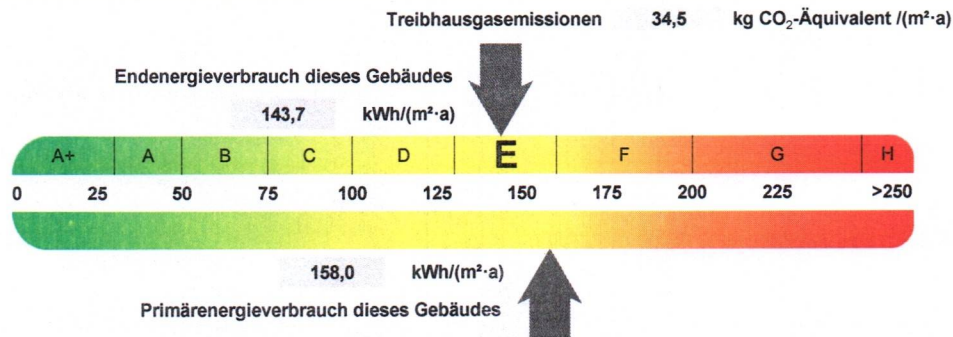 Treibhausgasemissionen 34,5 kg CO₂-Äquivalent /(m²·a)
Endenergieverbrauch dieses Gebäudes
143,7 kWh/(m²·a)
A+ A B C D E F G H
0 25 50 75 100 125 150 175 200 225 >250
158,0 kWh/(m²·a)
Primärenergieverbrauch dieses Gebäudes